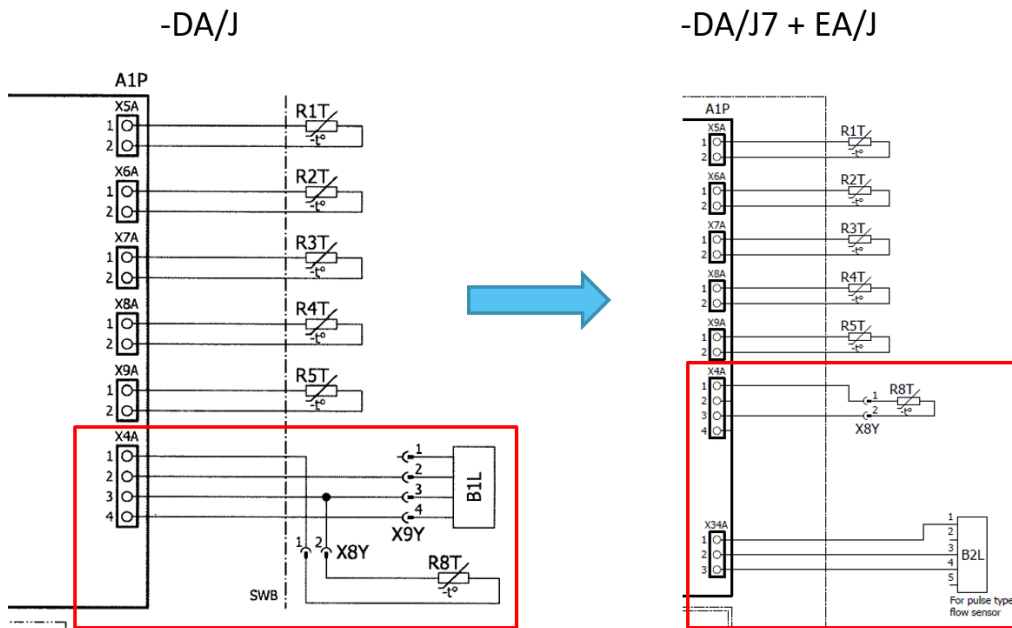 -DA/J
A1P
X5A
1
2
R1T
-t°
X6A
1
2
R2T
-t°
X7A
1
2
R3T
-t°
X8A
1
2
R4T
-t°
X9A
1
2
R5T
-t°
X4A
1
2
3
4
1
2
3
4
B1L
X9Y
1 2 X8Y
R8T
-t°
SWB
-DA/J7 + EA/J
A1P
X5A
1
2
R1T
-t°
X6A
1
2
R2T
-t°
X7A
1
2
R3T
-t°
X8A
1
2
R4T
-t°
X9A
1
2
R5T
-t°
X4A
1
2
3
4
1
2
R8T
-t°
X8Y
X34A
1
2
3
1
2
3
4
5
B2L
For pulse type
flow sensor